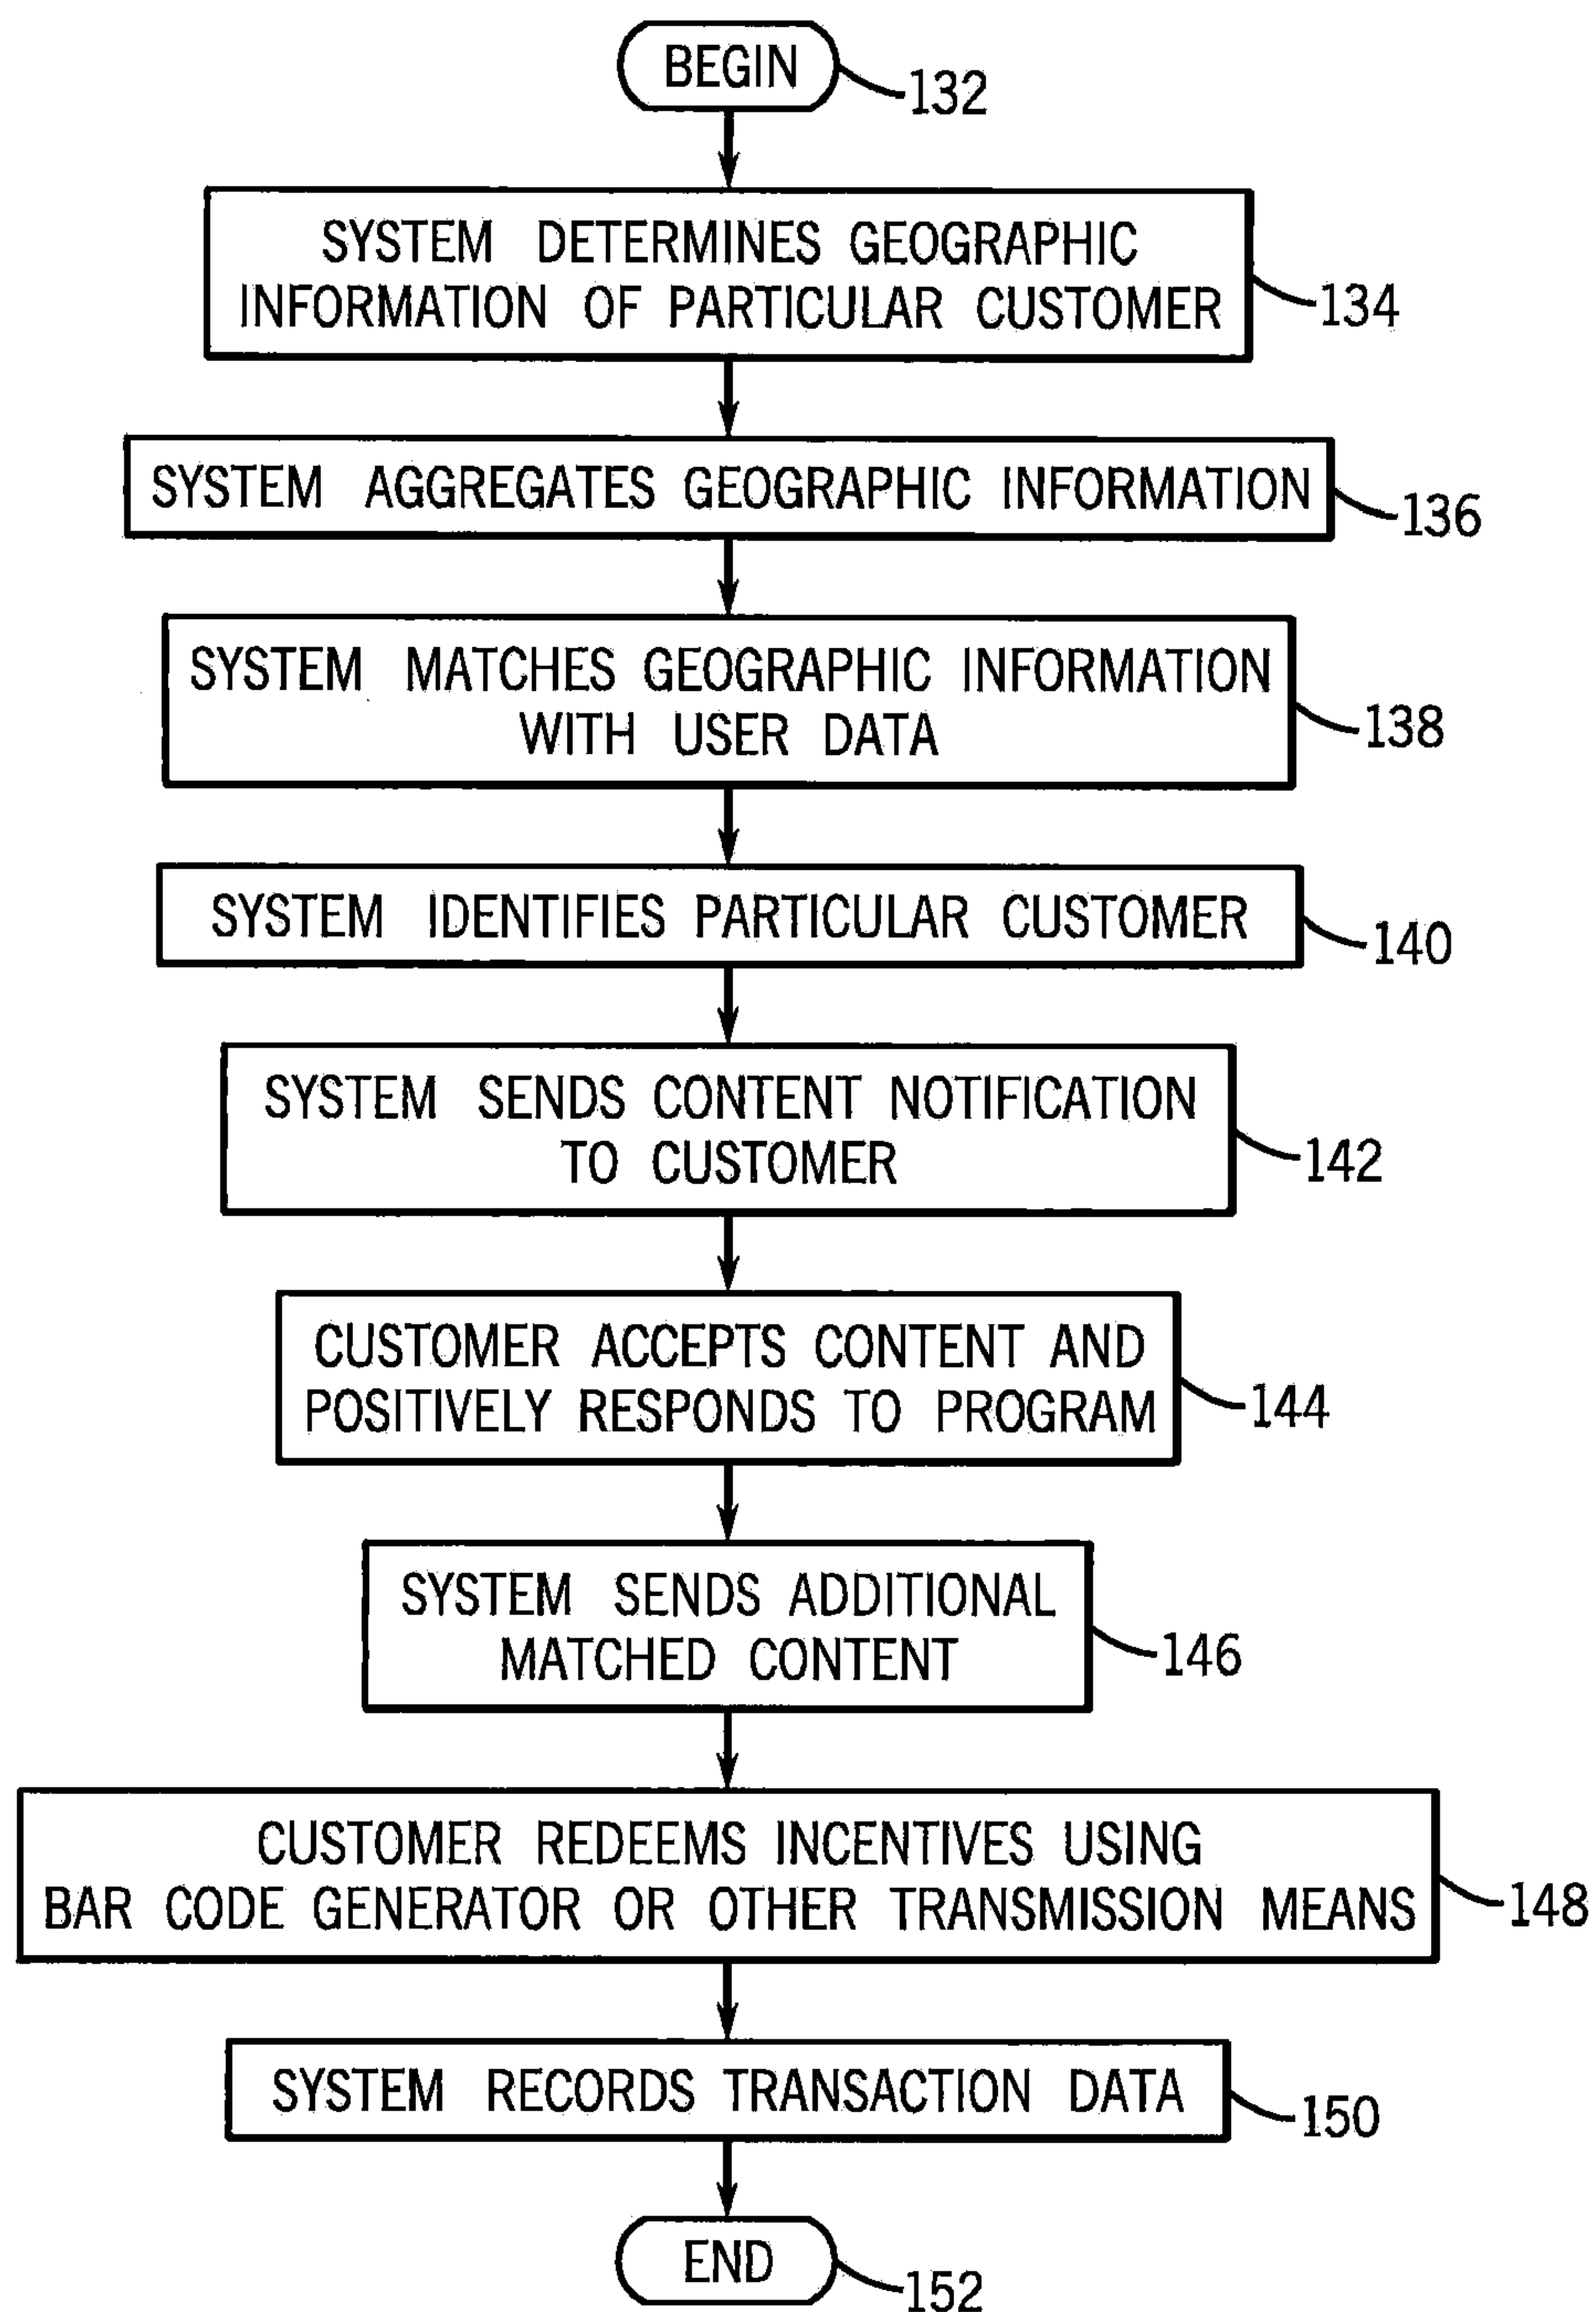 BEGIN
132
SYSTEM DETERMINES GEOGRAPHIC
INFORMATION OF PARTICULAR CUSTOMER
134
SYSTEM AGGREGATES GEOGRAPHIC INFORMATION
136
SYSTEM MATCHES GEOGRAPHIC INFORMATION
WITH USER DATA
138
SYSTEM IDENTIFIES PARTICULAR CUSTOMER
140
SYSTEM SENDS CONTENT NOTIFICATION
TO CUSTOMER
142
CUSTOMER ACCEPTS CONTENT AND
POSITIVELY RESPONDS TO PROGRAM
144
SYSTEM SENDS ADDITIONAL
MATCHED CONTENT
146
CUSTOMER REDEEMS INCENTIVES USING
BAR CODE GENERATOR OR OTHER TRANSMISSION MEANS
148
SYSTEM RECORDS TRANSACTION DATA
150
END
152